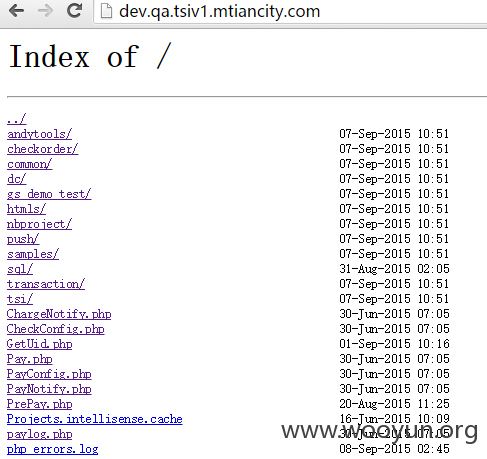 dev.qa.tsiv1.mtiancity.com
Index of /
../
andytools/ 07-Sep-2015 10:51
checkorder/ 07-Sep-2015 10:51
common/ 07-Sep-2015 10:51
dc/ 07-Sep-2015 10:51
gs_demo_test/ 07-Sep-2015 10:51
htmls/ 07-Sep-2015 10:51
nbproject/ 07-Sep-2015 10:51
push/ 07-Sep-2015 10:51
samples/ 07-Sep-2015 10:51
sql/ 31-Aug-2015 02:05
transaction/ 07-Sep-2015 10:51
tsi/ 07-Sep-2015 10:51
ChargeNotify.php 30-Jun-2015 07:05
CheckConfig.php 30-Jun-2015 07:05
GetUid.php 01-Sep-2015 10:16
Pay.php 30-Jun-2015 07:05
PayConfig.php 30-Jun-2015 07:05
PayNotify.php 30-Jun-2015 07:05
PrePay.php 20-Aug-2015 11:25
Projects.intellisense.cache 16-Jun-2015 10:09
paylog.php 30-Jun-2015 07:05
php_errors.log 08-Sep-2015 02:45
www.wooyun.org